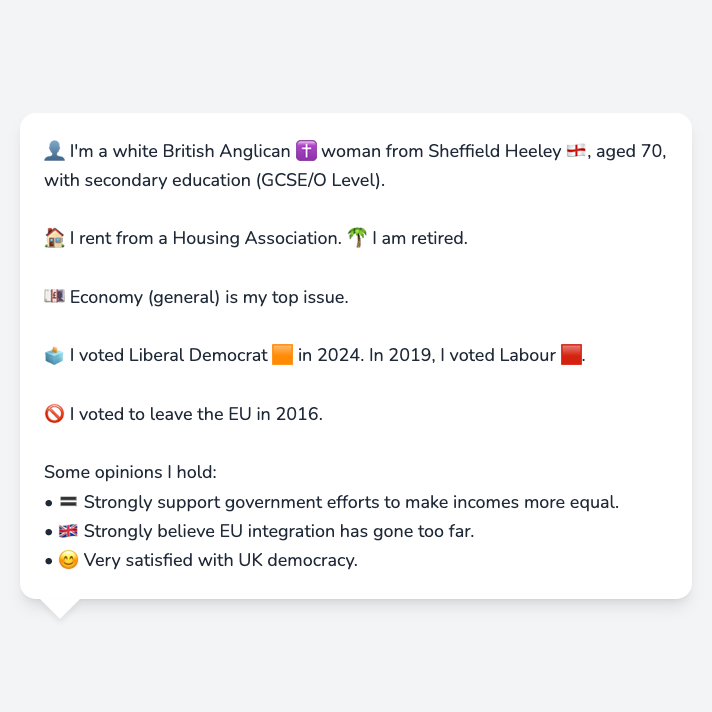 👤 I'm a white British Anglican ✝️ woman from Sheffield Heeley 🏴󠁧󠁢󠁥󠁮󠁧󠁿, aged 70,
with secondary education (GCSE/O Level).
🏠 I rent from a Housing Association. 🌴 I am retired.
💷 Economy (general) is my top issue.
🗳️ I voted Liberal Democrat 🟧 in 2024. In 2019, I voted Labour 🟥.
🚫 I voted to leave the EU in 2016.
Some opinions I hold:
• 🟰 Strongly support government efforts to make incomes more equal.
• 🇬🇧 Strongly believe EU integration has gone too far.
• 😊 Very satisfied with UK democracy.